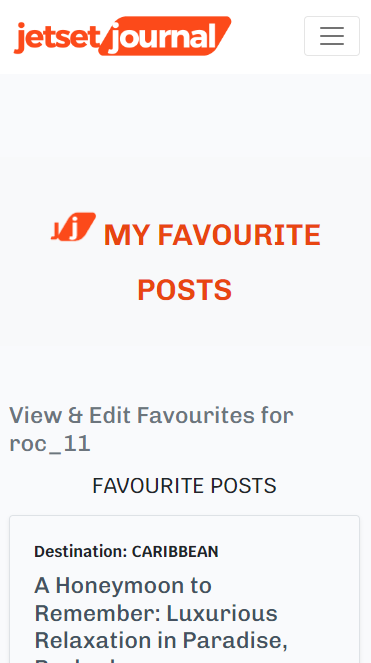 jetset journal
jj MY FAVOURITE
POSTS
View & Edit Favourites for
roc_11
FAVOURITE POSTS
Destination: CARIBBEAN
A Honeymoon to
Remember: Luxurious
Relaxation in Paradise,